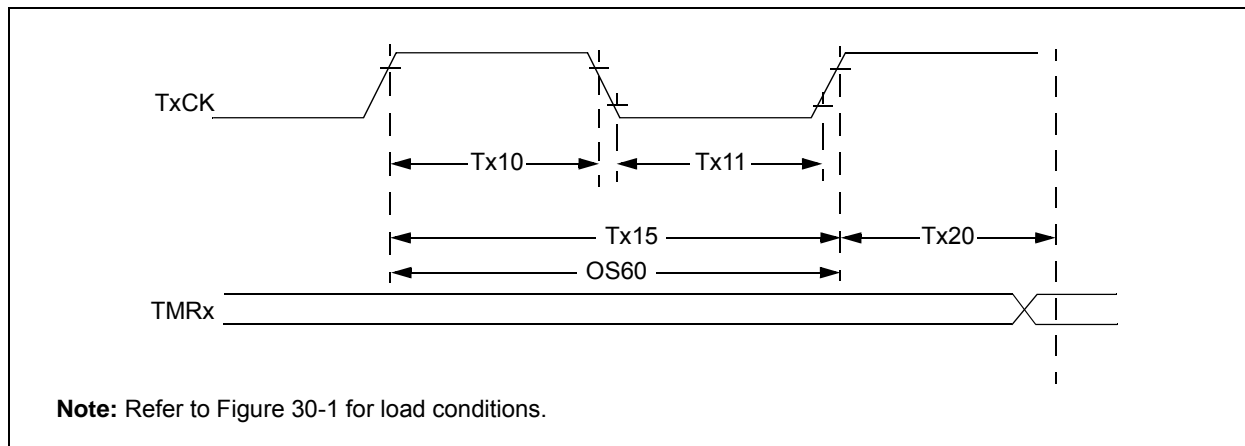 TxCK
Tx10
Tx11
Tx15
Tx20
OS60
TMRx
Note: Refer to Figure 30-1 for load conditions.